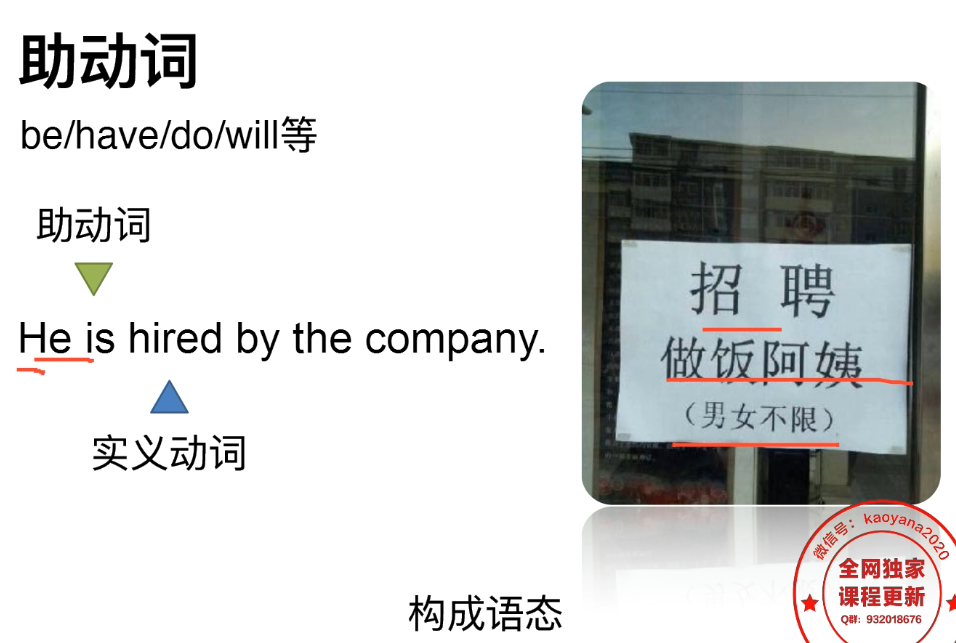 助动词
be/have/do/will等
助动词
He is hired by the company.
实义动词
招 聘
做饭阿姨
（男女不限）
构成语态
微信号：kaoyana2020
全网独家
课程更新
Q群：932018676